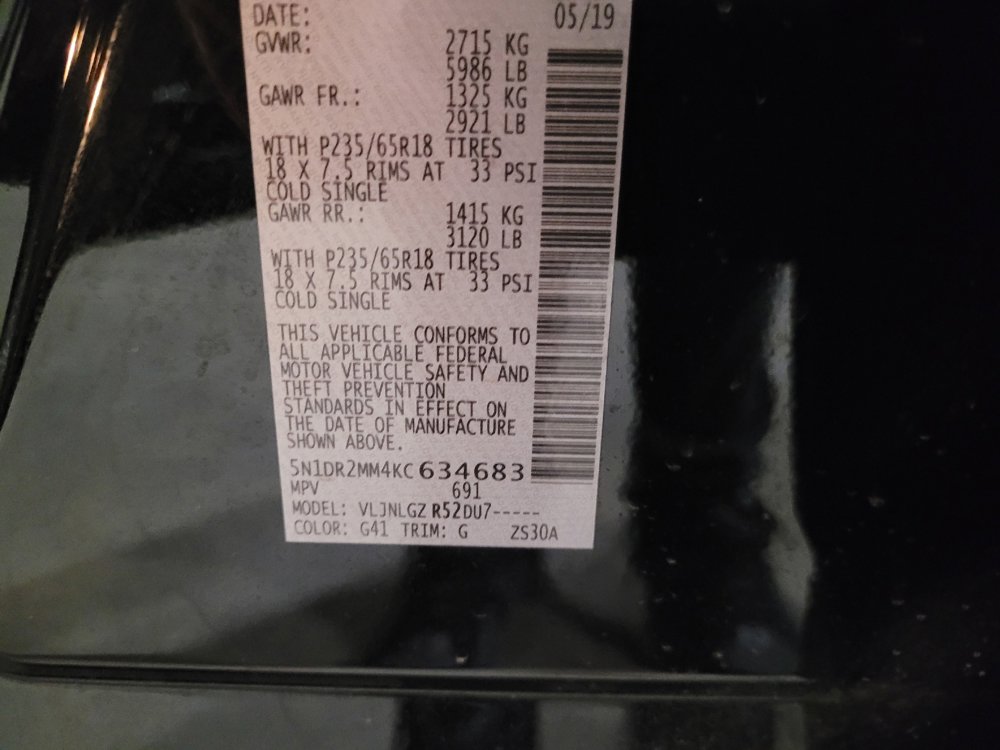 DATE: 05/19
GVWR: 2715 KG
5986 LB
GAWR FR.: 1325 KG
2921 LB
WITH P235/65R18 TIRES
18 X 7.5 RIMS AT 33 PSI
COLD SINGLE
GAWR RR.: 1415 KG
3120 LB
WITH P235/65R18 TIRES
18 X 7.5 RIMS AT 33 PSI
COLD SINGLE
THIS VEHICLE CONFORMS TO
ALL APPLICABLE FEDERAL
MOTOR VEHICLE SAFETY AND
THEFT PREVENTION
STANDARDS IN EFFECT ON
THE DATE OF MANUFACTURE
SHOWN ABOVE.
5N1DR2MM4KC634683
MPV 691
MODEL: VLJNLGZ R52DU7-----
COLOR: G41 TRIM: G ZS30A